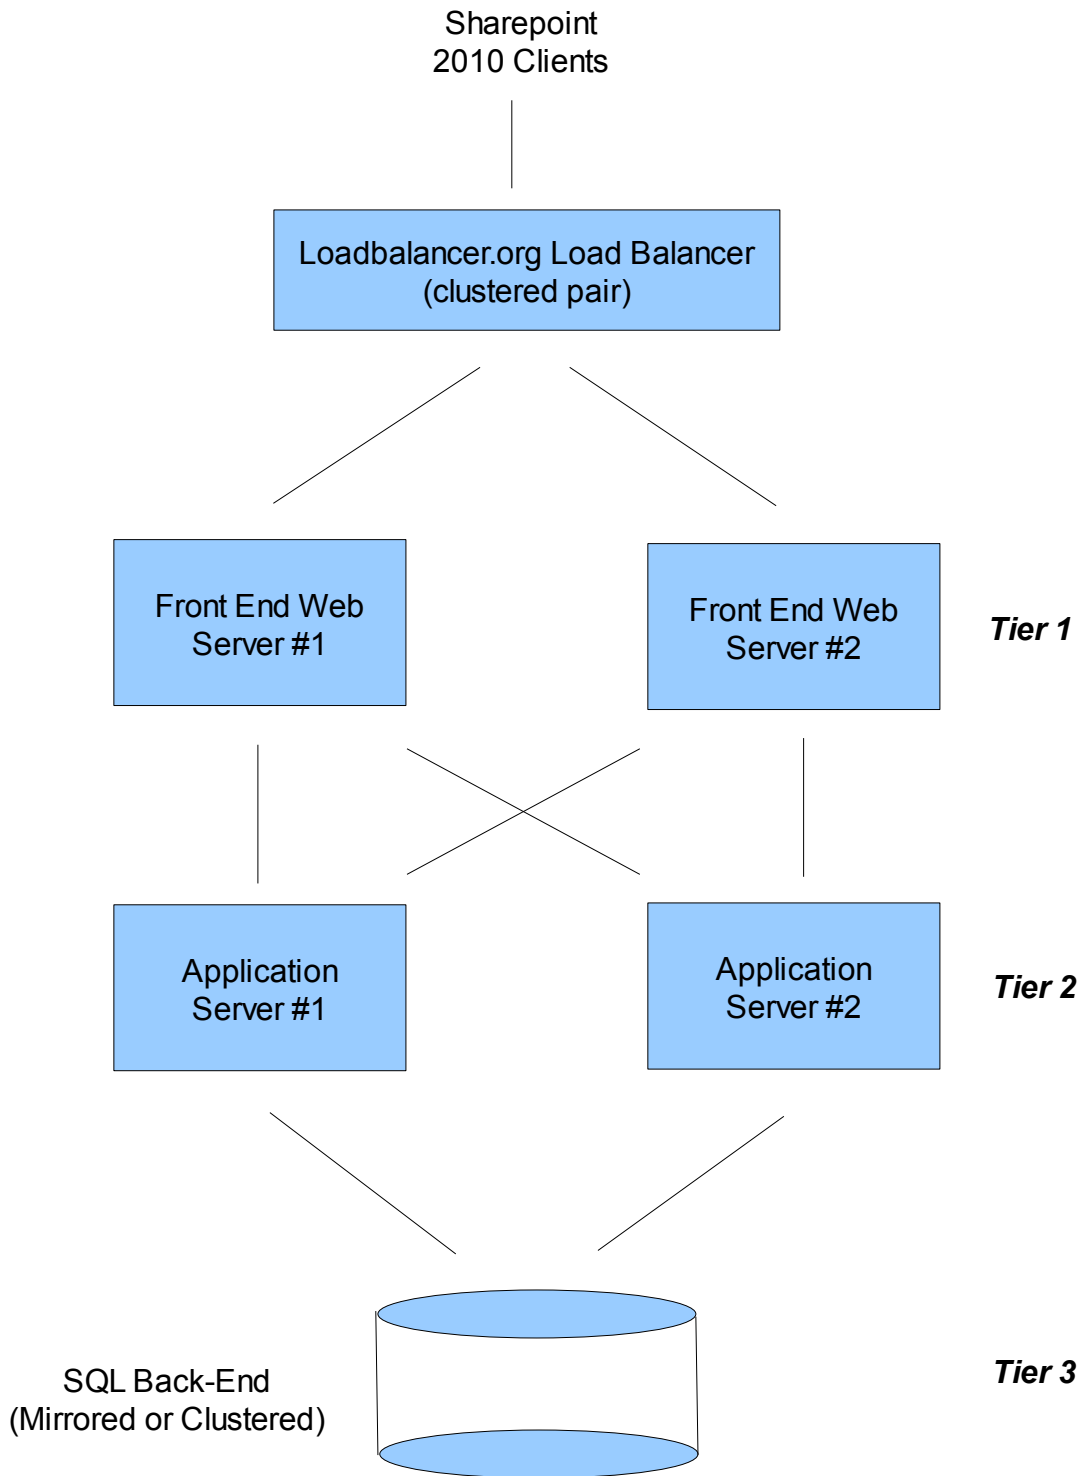 Sharepoint
2010 Clients
Loadbalancer.org Load Balancer
(clustered pair)
Front End Web
Server #1
Front End Web
Server #2
Tier 1
Application
Server #1
Application
Server #2
Tier 2
SQL Back-End
(Mirrored or Clustered)
Tier 3